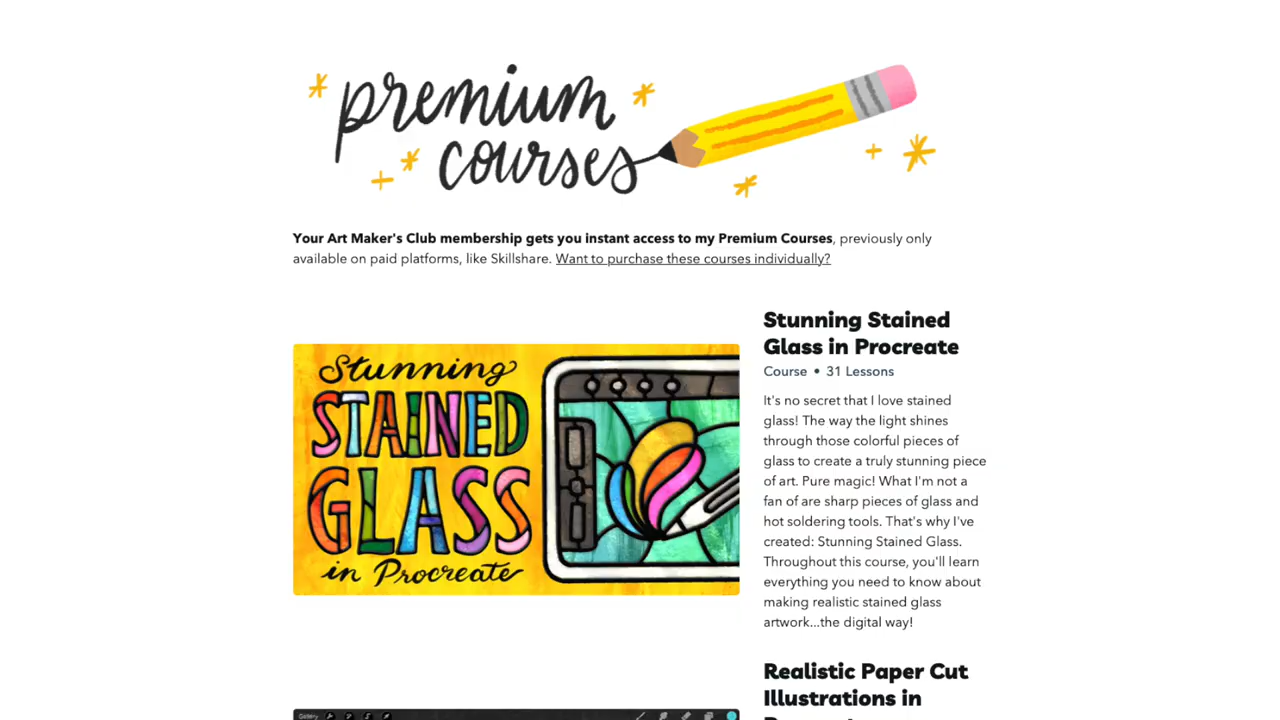 premium
courses
Your Art Maker's Club membership gets you instant access to my Premium Courses, previously only
available on paid platforms, like Skillshare. Want to purchase these courses individually?
Stunning
STAINED
GLASS
in Procreate
Stunning Stained
Glass in Procreate
Course • 31 Lessons
It's no secret that I love stained
glass! The way the light shines
through those colorful pieces of
glass to create a truly stunning piece
of art. Pure magic! What I'm not a
fan of are sharp pieces of glass and
hot soldering tools. That's why I've
created: Stunning Stained Glass.
Throughout this course, you'll learn
everything you need to know about
making realistic stained glass
artwork...the digital way!
Gallery
Realistic Paper Cut
Illustrations in